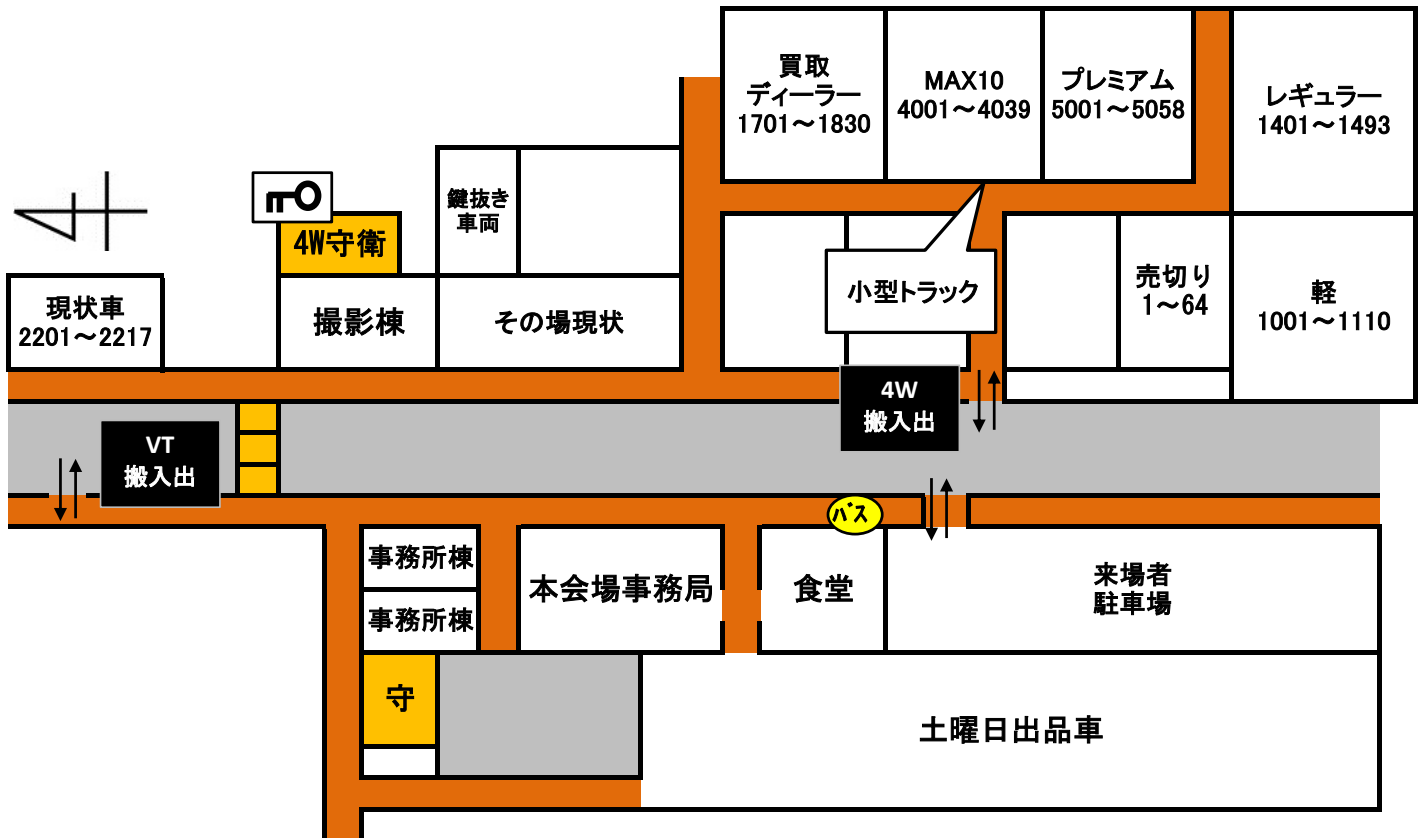 買取
ディーラー
1701～1830
MAX10
4001～4039
プレミアム
5001～5058
レギュラー
1401～1493
鍵抜き
車両
4W守衛
現状車
2201～2217
撮影棟
その場現状
小型トラック
売切り
1～64
軽
1001～1110
4W
搬入出
VT
搬入出
バス
事務所棟
事務所棟
本会場事務局
食堂
来場者
駐車場
守
土曜日出品車